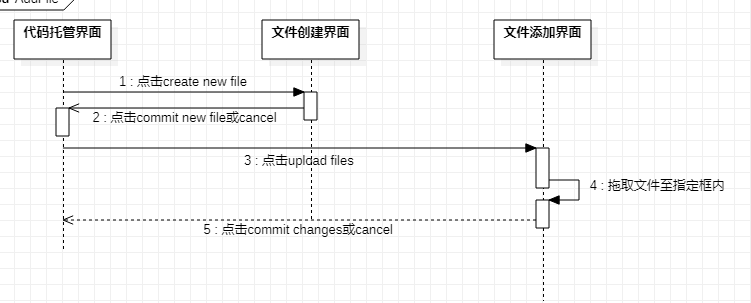 AddFile
代码托管界面
文件创建界面
文件添加界面
1 : 点击create new file
2 : 点击commit new file或cancel
3 : 点击upldad files
4 : 拖取文件至指定框内
5 : 点击commit changes或cancel